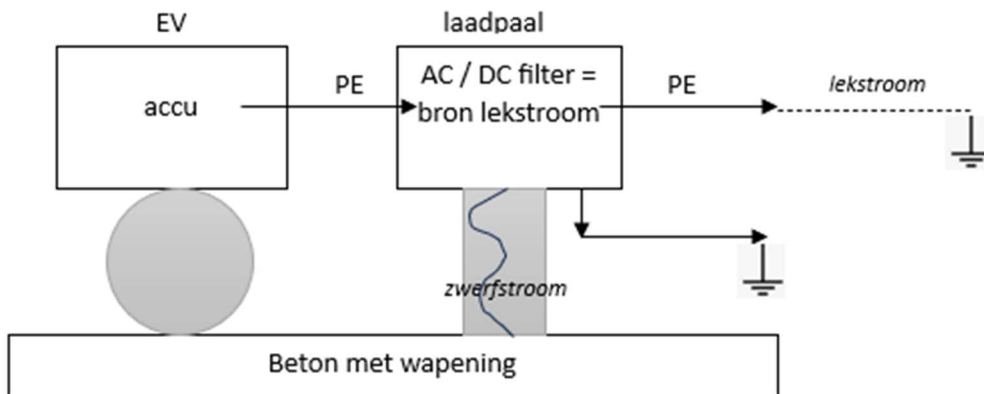 EV
laadpaal
accu
PE
AC / DC filter =
bron lekstroom
PE
lekstroom
zwerfstroom
Beton met wapening